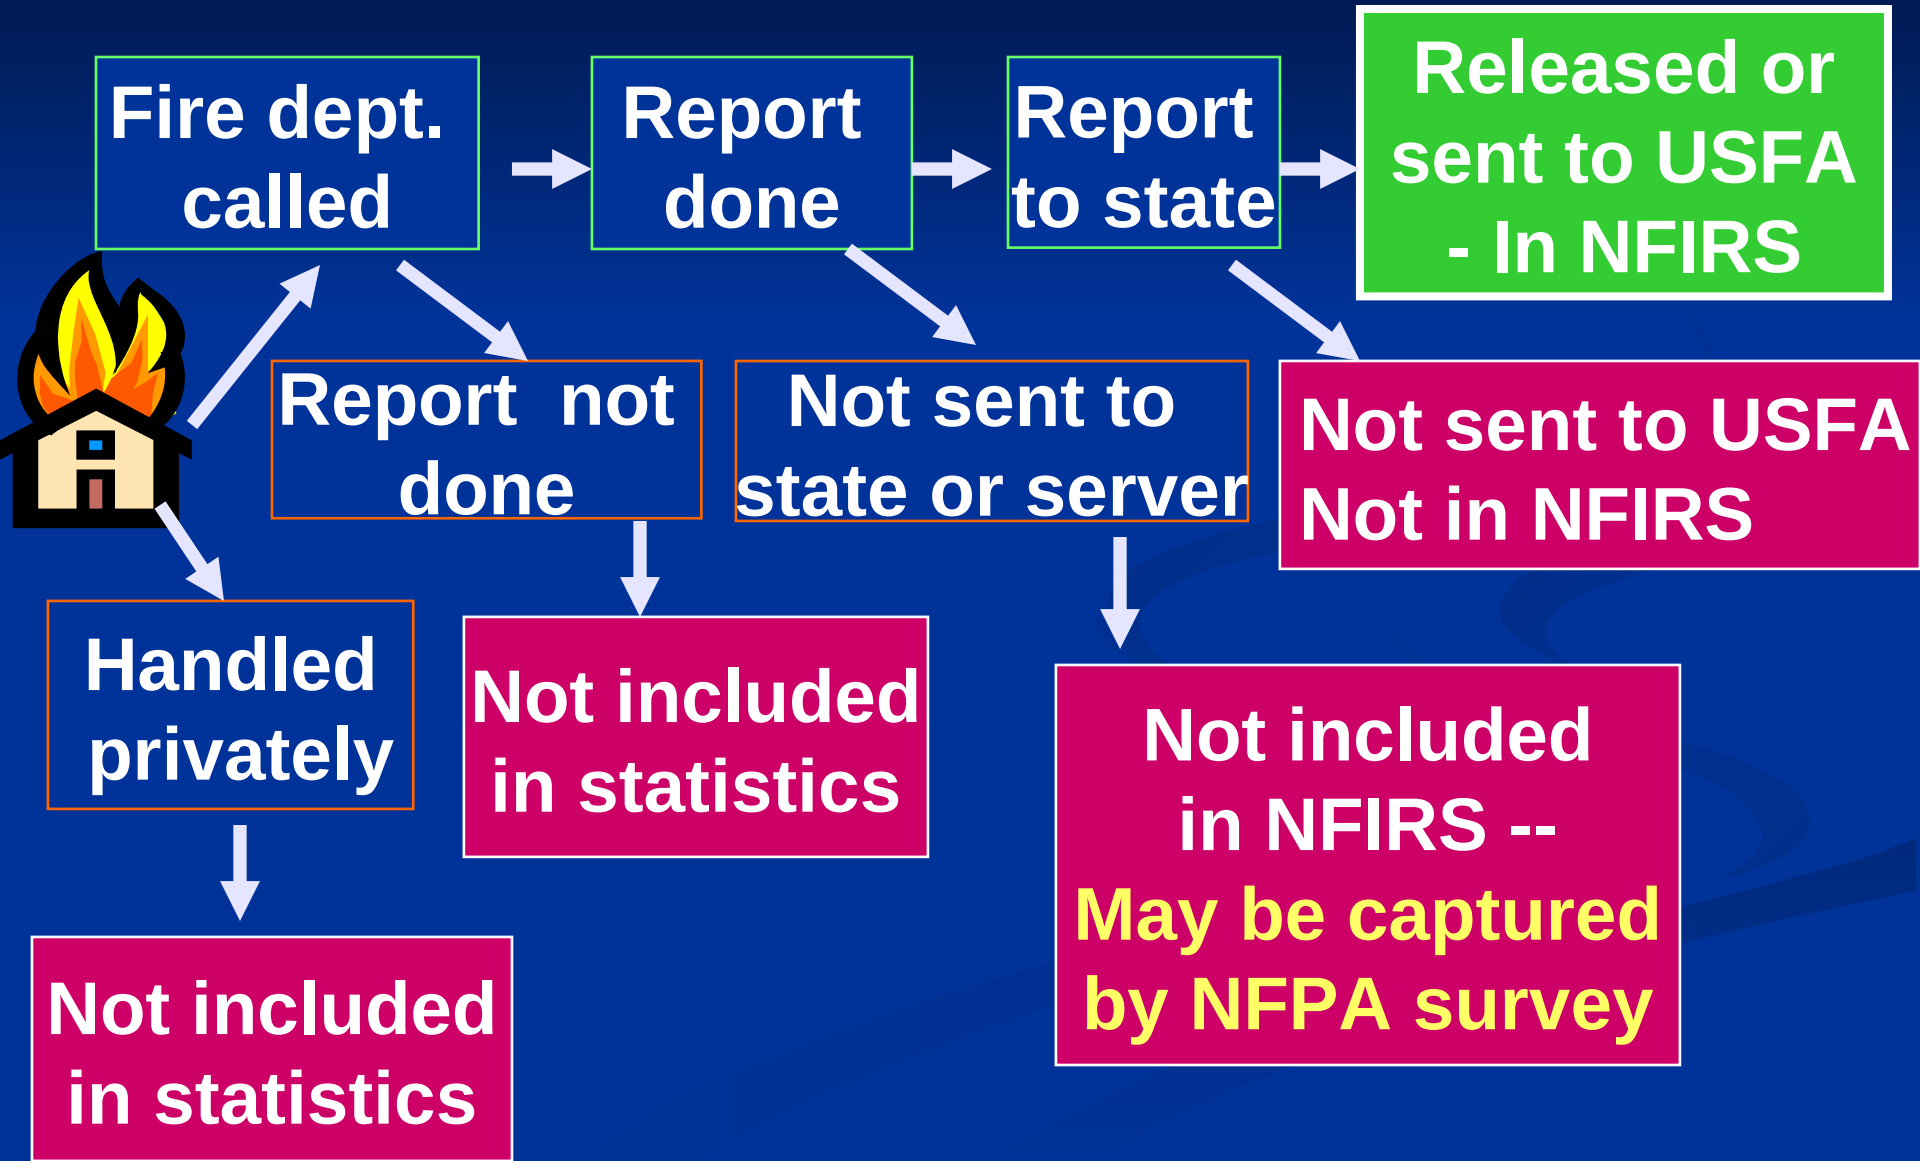 Fire dept.
called
Report
done
Report
to state
Released or
sent to USFA
- In NFIRS
Report not
done
Not sent to
state or server
Not sent to USFA
Not in NFIRS
Handled
privately
Not included
in statistics
Not included
in NFIRS --
May be captured
by NFPA survey
Not included
in statistics